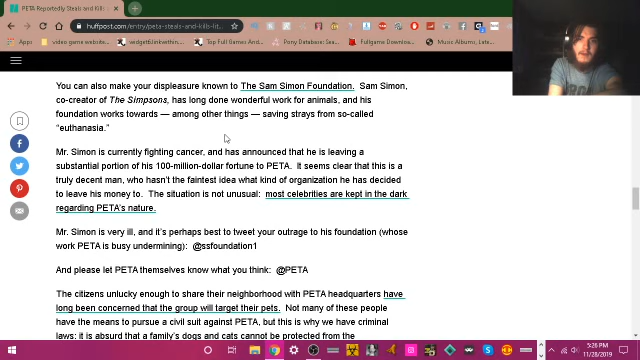 huffpost.com/entry/peta-steals-and-kills-lit...
Apps
video game website...
widgetEl!nkwithin...
Top Full Games And...
Pony Database Sear...
Fullgame Downloads...
Music Albums, Late...
You can also make your displeasure known to The Sam Simon Foundation. Sam Simon,
co-creator of The Simpsons, has long done wonderful work for animals, and his
foundation works towards — among other things — saving strays from so-called
“euthanasia.”
Mr. Simon is currently fighting cancer, and has announced that he is leaving a
substantial portion of his 100-million-dollar fortune to PETA. It seems clear that this is a
truly decent man, who hasn’t the faintest idea what kind of organization he has decided
to leave his money to. The situation is not unusual: most celebrities are kept in the dark
regarding PETA’s nature.
Mr. Simon is very ill, and it’s perhaps best to tweet your outrage to his foundation (whose
work PETA is busy undermining): @ssfoundation1
And please let PETA themselves know what you think: @PETA
The citizens unlucky enough to share their neighborhood with PETA headquarters have
long been concerned that the group will target their pets. Not many of these people
have the means to pursue a civil suit against PETA, but this is why we have criminal
laws: it is absurd that a family’s dogs and cats cannot be protected from the
5:26 PM
11/28/2019